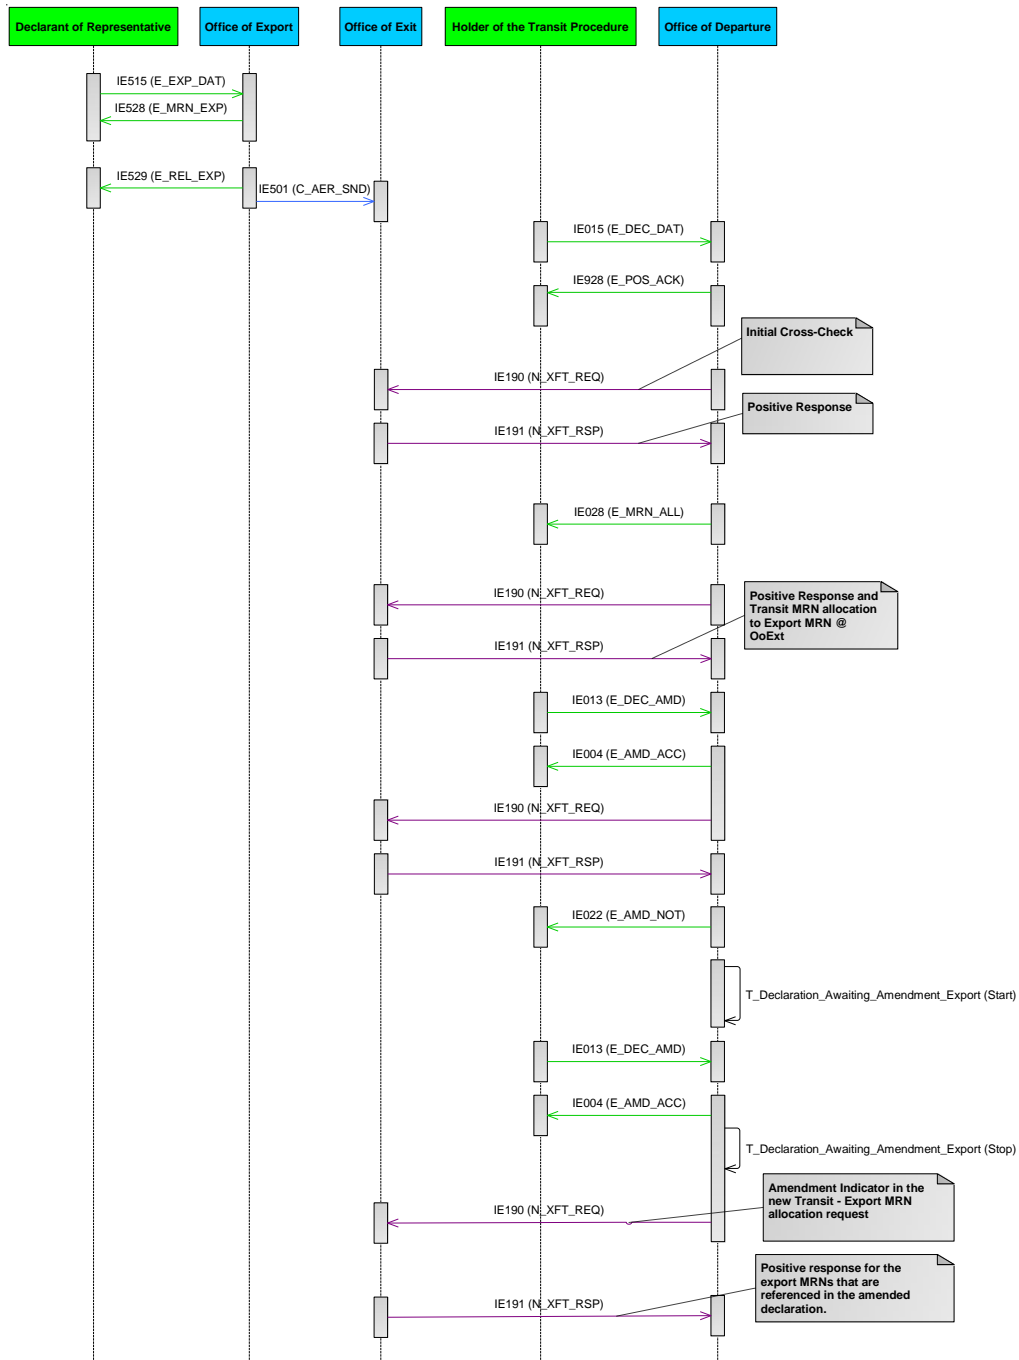 Declarant of Representative
Office of Export
Office of Exit
Holder of the Transit Procedure
Office of Departure
IE515 (E_EXP_DAT)
IE528 (E_MRN_EXP)
IE529 (E_REL_EXP)
IE501 (C_AER_SND)
IE015 (E_DEC_DAT)
IE928 (E_POS_ACK)
Initial Cross-Check
IE190 (N_XFT_REQ)
Positive Response
IE191 (N_XFT_RSP)
IE028 (E_MRN_ALL)
IE190 (N_XFT_REQ)
Positive Response and
Transit MRN allocation
to Export MRN @
OoExt
IE191 (N_XFT_RSP)
IE013 (E_DEC_AMD)
IE004 (E_AMD_ACC)
IE190 (N_XFT_REQ)
IE191 (N_XFT_RSP)
IE022 (E_AMD_NOT)
T_Declaration_Awaiting_Amendment_Export (Start)
IE013 (E_DEC_AMD)
IE004 (E_AMD_ACC)
T_Declaration_Awaiting_Amendment_Export (Stop)
Amendment Indicator in the
new Transit - Export MRN
allocation request
IE190 (N_XFT_REQ)
Positive response for the
export MRNs that are
referenced in the amended
declaration.
IE191 (N_XFT_RSP)